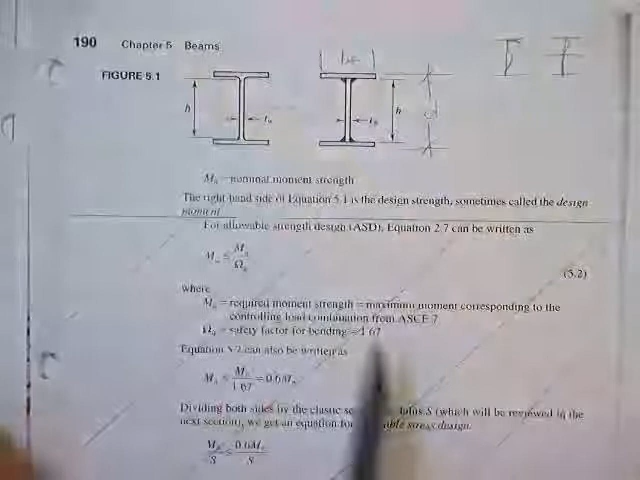 190 Chapter 5 Beams
FIGURE 5.1
h
h
d
Mn = nominal moment strength
The right-hand side of Equation 5.1 is the design strength, sometimes called the design
moment
For allowable strength design (ASD), Equation 2.7 can be written as
Ma ≤ Mn/Ωb
(5.2)
where
Ma = required moment strength = maximum moment corresponding to the
controlling load combination from ASCE 7
Ωb = safety factor for bending = 1.67
Equation 5.2 can also be written as
Ma ≤ Mn/1.67 = 0.6Mn
Dividing both sides by the elastic S (which will be reviewed in the
next section), we get an equation for stress design.
Ma/S ≤ 0.6Mn/S